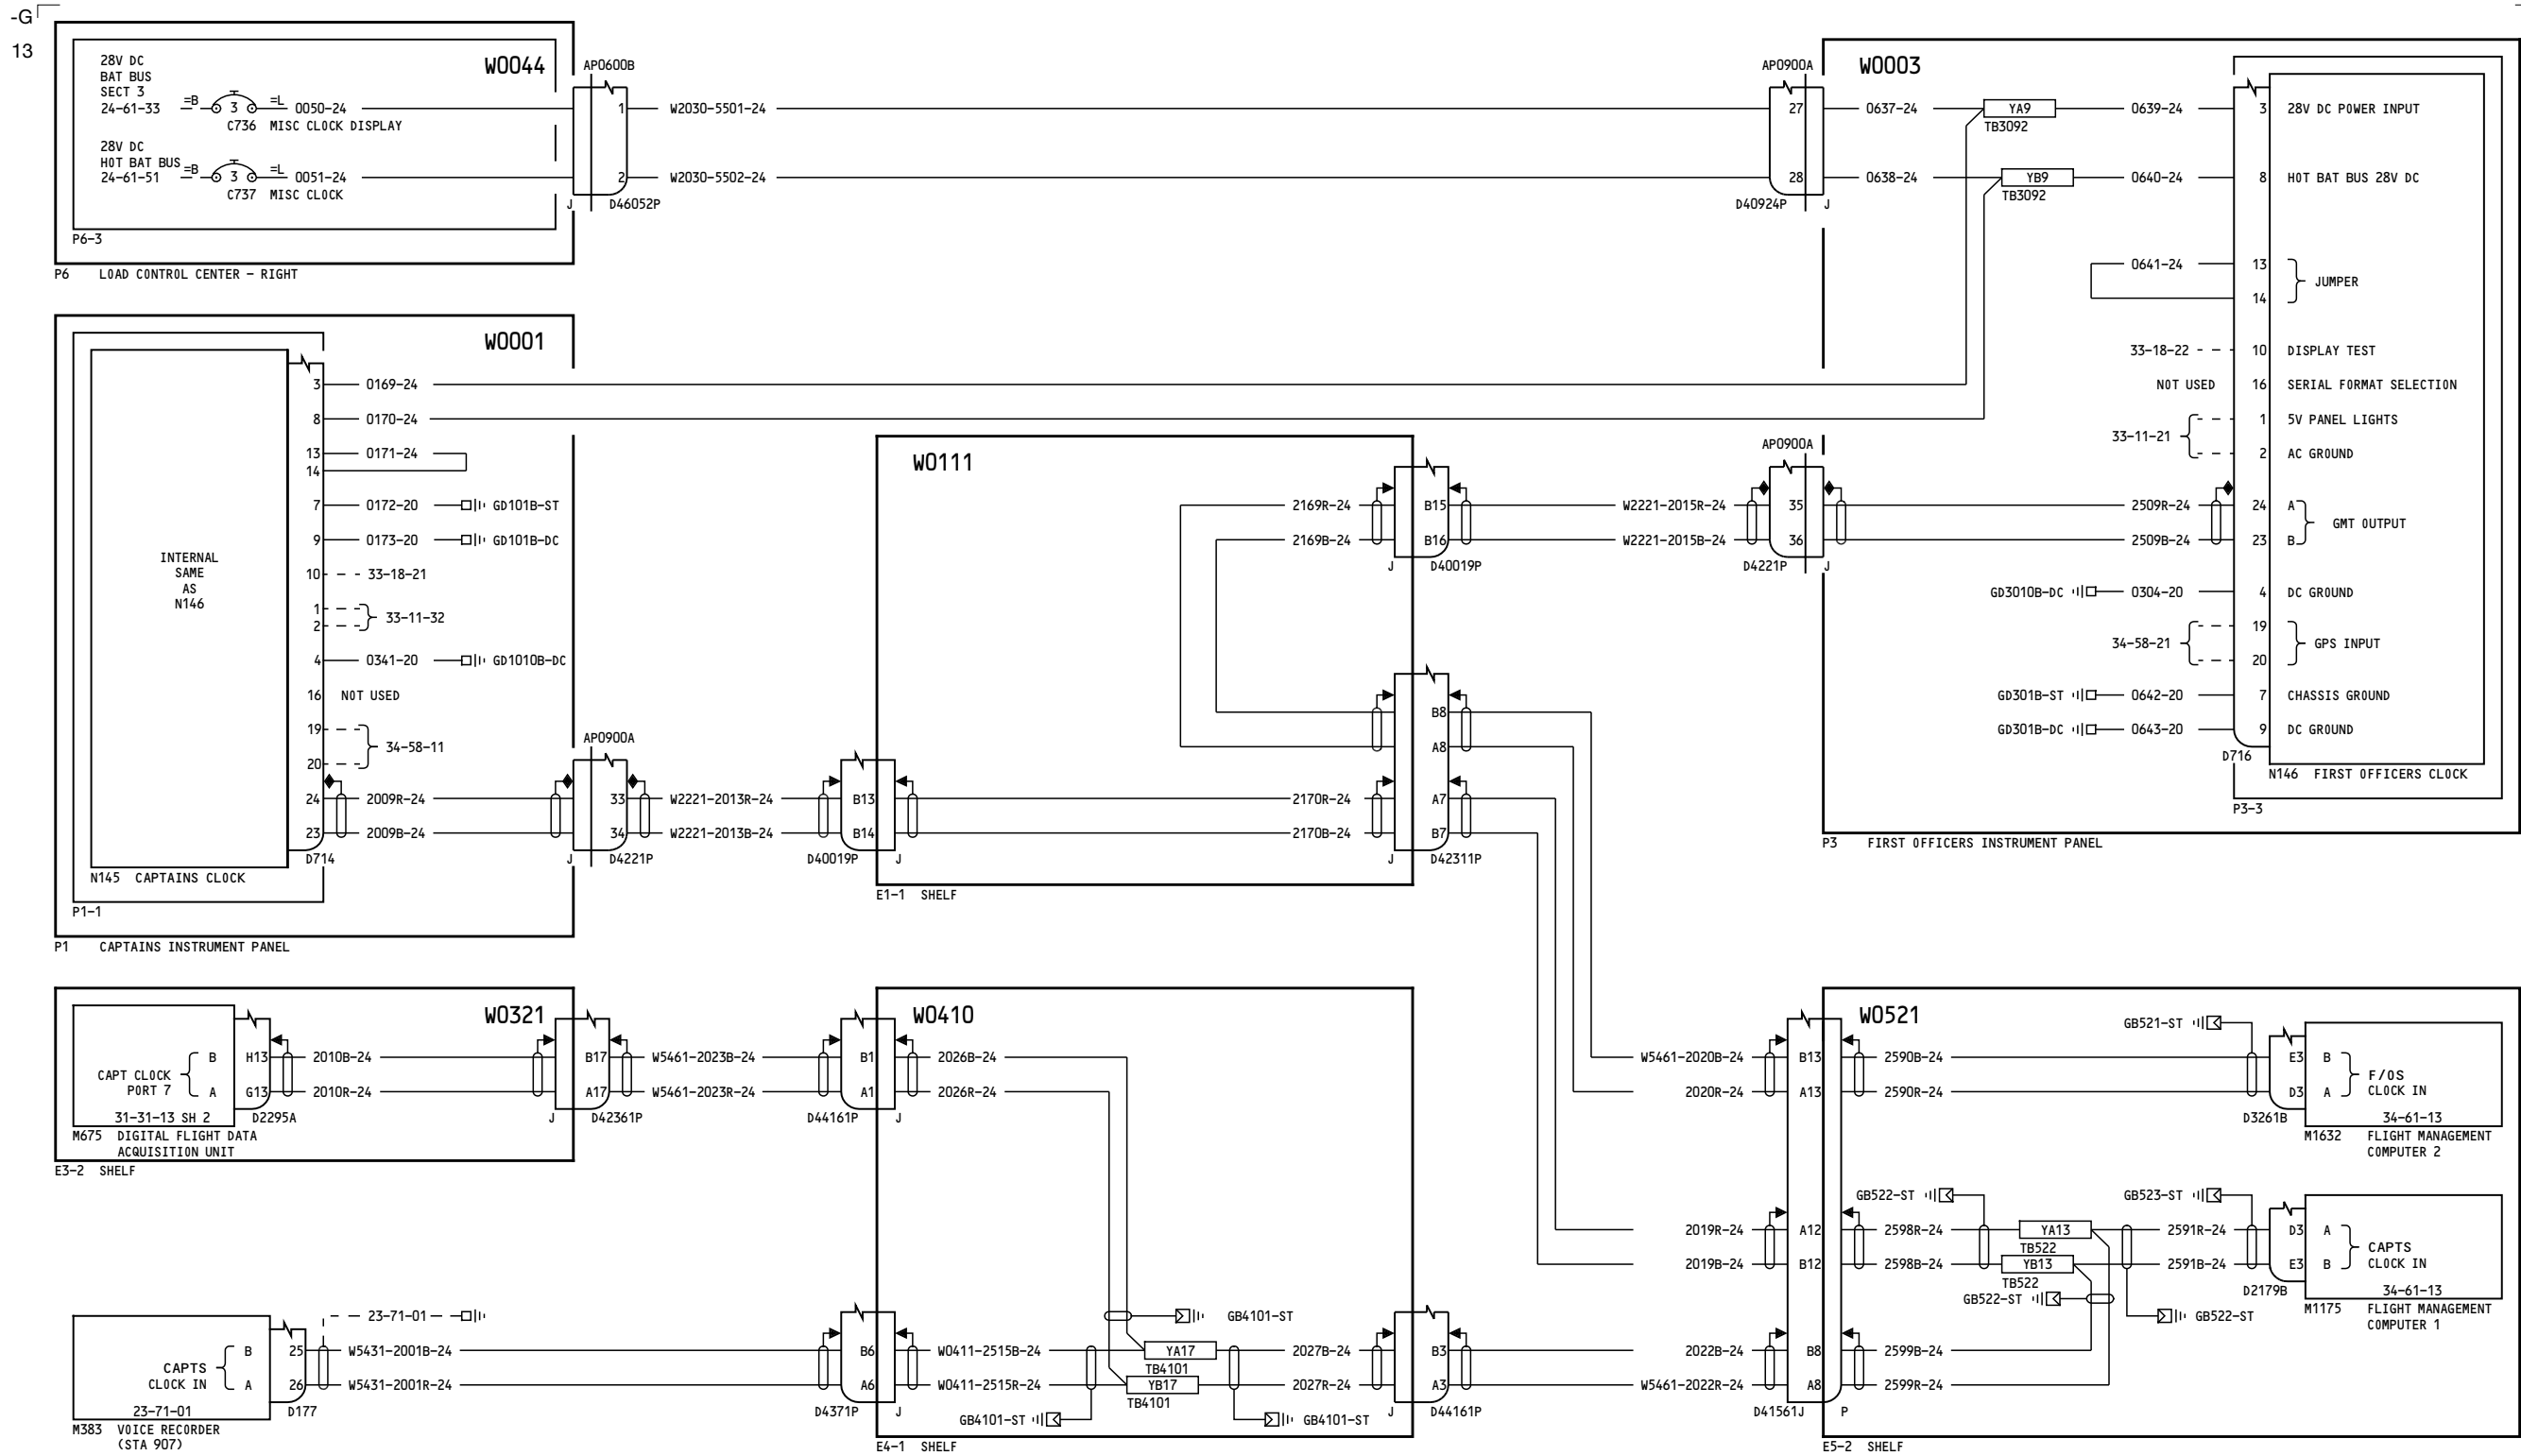 -G
13
W0044
28V DC
BAT BUS
SECT 3
24-61-33 =B 3 =L 0050-24
C736 MISC CLOCK DISPLAY
28V DC
HOT BAT BUS
24-61-51 =B 3 =L 0051-24
C737 MISC CLOCK
P6-3
P6 LOAD CONTROL CENTER - RIGHT
AP0600B
1 W2030-5501-24
2 W2030-5502-24
J D46052P
AP0900A
27
28
D40924P J
W0003
0637-24 YA9 0639-24
TB3092
0638-24 YB9 0640-24
TB3092
3 28V DC POWER INPUT
8 HOT BAT BUS 28V DC
0641-24 13
14
JUMPER
33-18-22 10 DISPLAY TEST
NOT USED 16 SERIAL FORMAT SELECTION
33-11-21
1 5V PANEL LIGHTS
2 AC GROUND
AP0900A
35 2509R-24 24 A
36 2509B-24 23 B
GMT OUTPUT
D4221P J
GD3010B-DC 0304-20 4 DC GROUND
34-58-21
19
20
GPS INPUT
GD301B-ST 0642-20 7 CHASSIS GROUND
GD301B-DC 0643-20 9 DC GROUND
D716
N146 FIRST OFFICERS CLOCK
P3-3
P3 FIRST OFFICERS INSTRUMENT PANEL
W0001
INTERNAL
SAME
AS
N146
3 0169-24
8 0170-24
13 0171-24
14
7 0172-20 GD101B-ST
9 0173-20 GD101B-DC
10 33-18-21
1
2
33-11-32
4 0341-20 GD1010B-DC
16 NOT USED
19
20
34-58-11
24 2009R-24
23 2009B-24
D714
N145 CAPTAINS CLOCK
P1-1
P1 CAPTAINS INSTRUMENT PANEL
AP0900A
33 W2221-2013R-24 B13
34 W2221-2013B-24 B14
J D4221P D40019P J
W0111
2169R-24 B15 W2221-2015R-24
2169B-24 B16 W2221-2015B-24
J D40019P
B8
A8
2170R-24 A7
2170B-24 B7
J D42311P
E1-1 SHELF
W0321
CAPT CLOCK
PORT 7
B H13 2010B-24 B17 W5461-2023B-24 B1
A G13 2010R-24 A17 W5461-2023R-24 A1
31-31-13 SH 2 D2295A J D42361P D44161P J
M675 DIGITAL FLIGHT DATA
ACQUISITION UNIT
E3-2 SHELF
W0410
2026B-24
2026R-24
23-71-01
CAPTS
CLOCK IN
B 25 W5431-2001B-24 B6 W0411-2515B-24 YA17 2027B-24 B3
TB4101
A 26 W5431-2001R-24 A6 W0411-2515R-24 YB17 2027R-24 A3
TB4101
GB4101-ST
GB4101-ST
GB4101-ST
23-71-01 D177 D4371P J J D44161P
M383 VOICE RECORDER
(STA 907)
E4-1 SHELF
W0521
W5461-2020B-24 B13 2590B-24 E3 B
2020R-24 A13 2590R-24 D3 A
GB521-ST
F/OS
CLOCK IN
34-61-13
D3261B
M1632 FLIGHT MANAGEMENT
COMPUTER 2
GB522-ST GB523-ST
2019R-24 A12 2598R-24 YA13 2591R-24 D3 A
TB522
2019B-24 B12 2598B-24 YB13 2591B-24 E3 B
TB522
CAPTS
CLOCK IN
34-61-13
D2179B
GB522-ST
GB522-ST
M1175 FLIGHT MANAGEMENT
COMPUTER 1
2022B-24 B8 2599B-24
W5461-2022R-24 A8 2599R-24
D41561J P
E5-2 SHELF